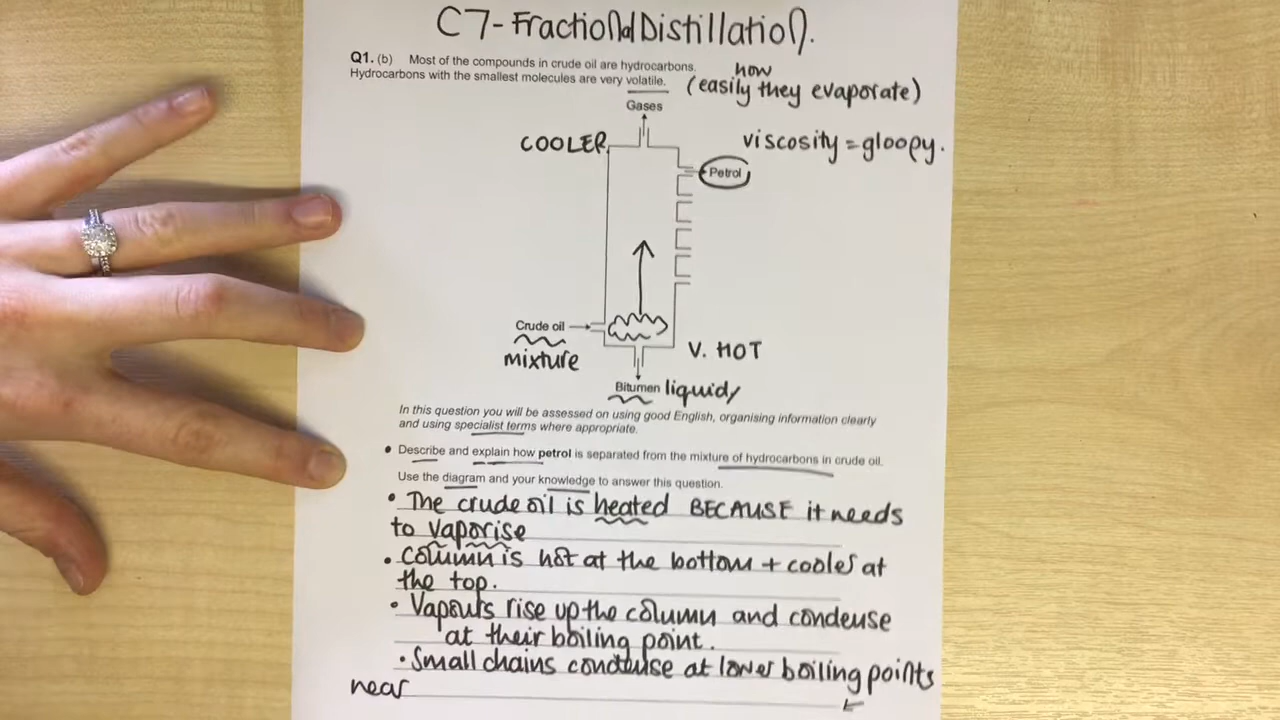 C7-Fractional Distillation.
Q1. (b) Most of the compounds in crude oil are hydrocarbons.
Hydrocarbons with the smallest molecules are very volatile.
how
(easily they evaporate)
Gases
COOLER
viscosity = gloopy.
Petrol
Crude oil
mixture
V. HOT
Bitumen liquid
In this question you will be assessed on using good English, organising information clearly
and using specialist terms where appropriate.
• Describe and explain how petrol is separated from the mixture of hydrocarbons in crude oil.
Use the diagram and your knowledge to answer this question.
• The crude oil is heated BECAUSE it needs
to vaporise
• Column is hot at the bottom + cooler at
the top.
• Vapours rise up the column and condense
at their boiling point.
• Small chains condense at lower boiling points
near